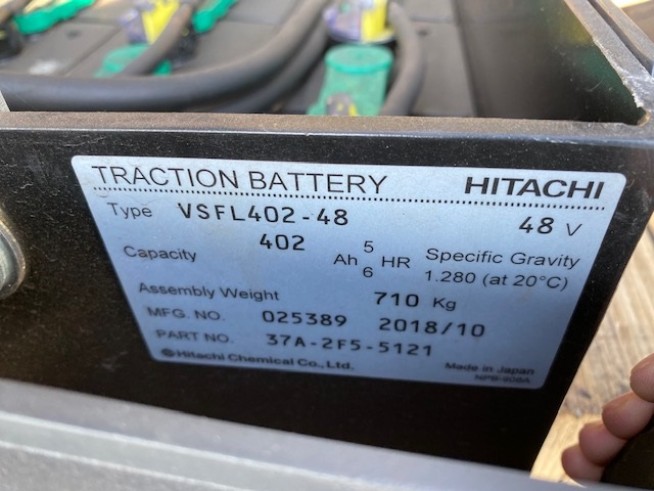 TRACTION BATTERY HITACHI
Type VSFL402-48 48 V
Capacity 402 Ah 5 HR Specific Gravity
6 1.280 (at 20°C)
Assembly Weight 710 Kg
MFG. NO. 025389 2018/10
PART NO. 37A-2F5-5121
Hitachi Chemical Co., Ltd. Made in Japan